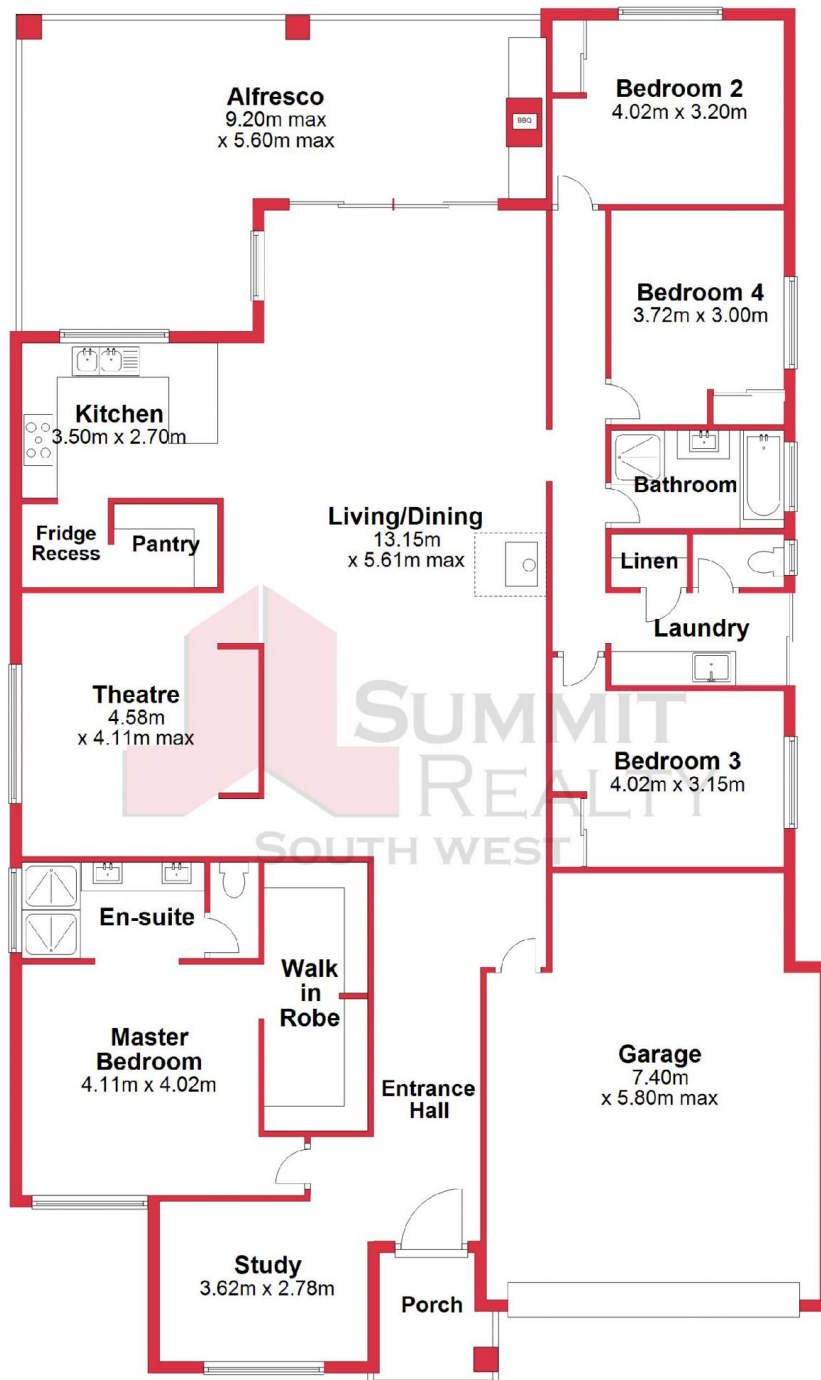 Alfresco
9.20m max
x 5.60m max
BBQ
Bedroom 2
4.02m x 3.20m
Bedroom 4
3.72m x 3.00m
Kitchen
3.50m x 2.70m
Bathroom
Fridge
Recess
Pantry
Living/Dining
13.15m
x 5.61m max
Linen
Laundry
Theatre
4.58m
x 4.11m max
SUMMIT
REALTY
SOUTH WEST
Bedroom 3
4.02m x 3.15m
En-suite
Walk
in
Robe
Master
Bedroom
4.11m x 4.02m
Entrance
Hall
Garage
7.40m
x 5.80m max
Study
3.62m x 2.78m
Porch